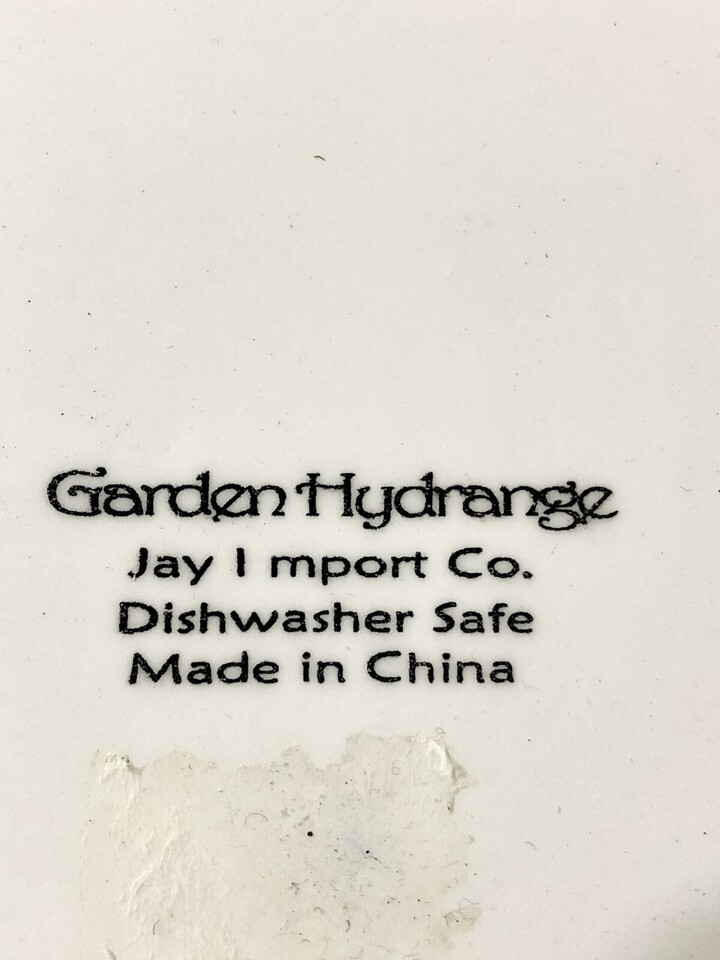 Garden Hydrange
Jay I mport Co.
Dishwasher Safe
Made in China